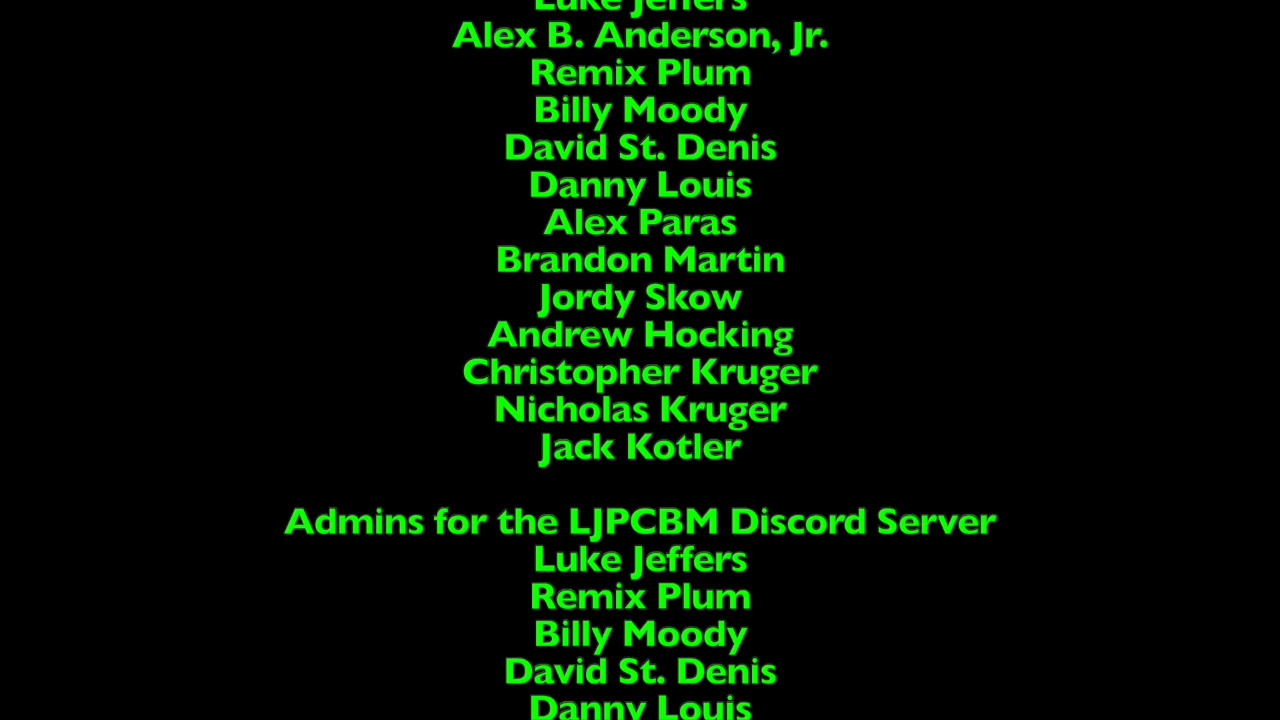 Luke Jeffers
Alex B. Anderson, Jr.
Remix Plum
Billy Moody
David St. Denis
Danny Louis
Alex Paras
Brandon Martin
Jordy Skow
Andrew Hocking
Christopher Kruger
Nicholas Kruger
Jack Kotler
Admins for the LJPCBM Discord Server
Luke Jeffers
Remix Plum
Billy Moody
David St. Denis
Danny Louis